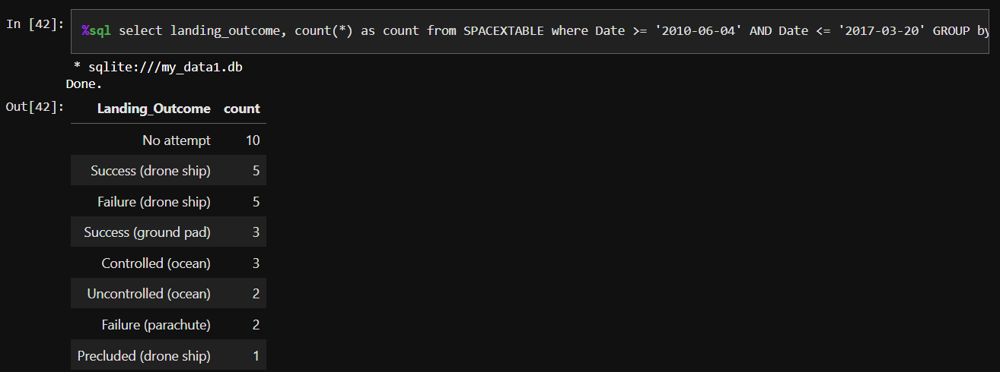 In [42]: %sql select landing_outcome, count(*) as count from SPACEXTABLE where Date >= '2010-06-04' AND Date <= '2017-03-20' GROUP by
* sqlite:///my_data1.db
Done.
Out[42]: Landing_Outcome count
No attempt 10
Success (drone ship) 5
Failure (drone ship) 5
Success (ground pad) 3
Controlled (ocean) 3
Uncontrolled (ocean) 2
Failure (parachute) 2
Precluded (drone ship) 1